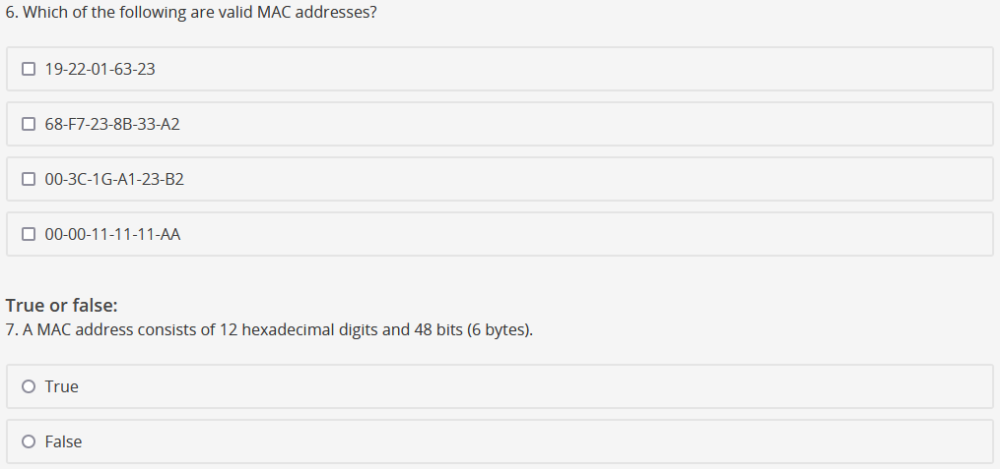 6. Which of the following are valid MAC addresses?
19-22-01-63-23
68-F7-23-8B-33-A2
00-3C-1G-A1-23-B2
00-00-11-11-11-AA
True or false:
7. A MAC address consists of 12 hexadecimal digits and 48 bits (6 bytes).
True
False